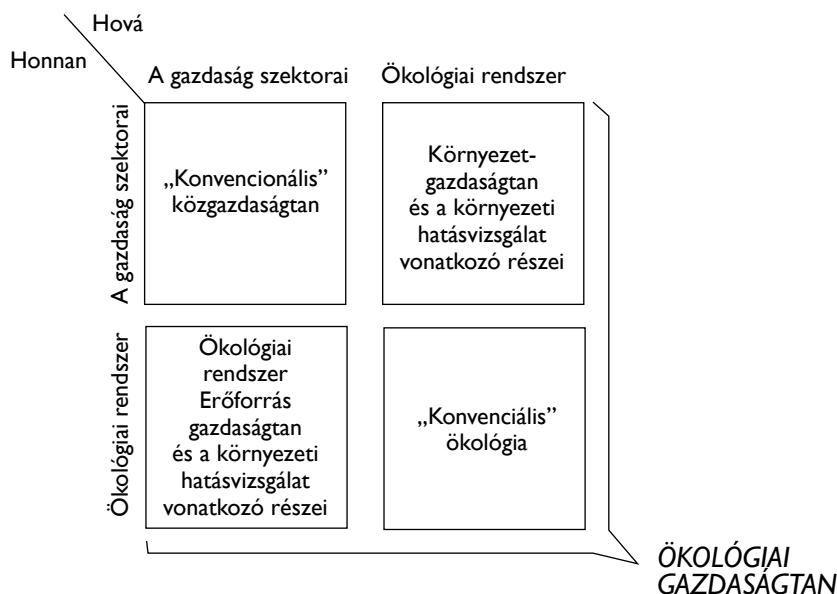 Hová
Honnan
A gazdaság szektorai
Ökológiai rendszer
A gazdaság szektorai
„Konvencionális”
közgazdaságtan
Környezet-
gazdaságtan
és a környezeti
hatásvizsgálat
vonatkozó részei
Ökológiai rendszer
Ökológiai
rendszer
Erőforrás
gazdaságtan
és a környezeti
hatásvizsgálat
vonatkozó részei
„Konvenciális”
ökológia
ÖKOLÓGIAI
GAZDASÁGTAN